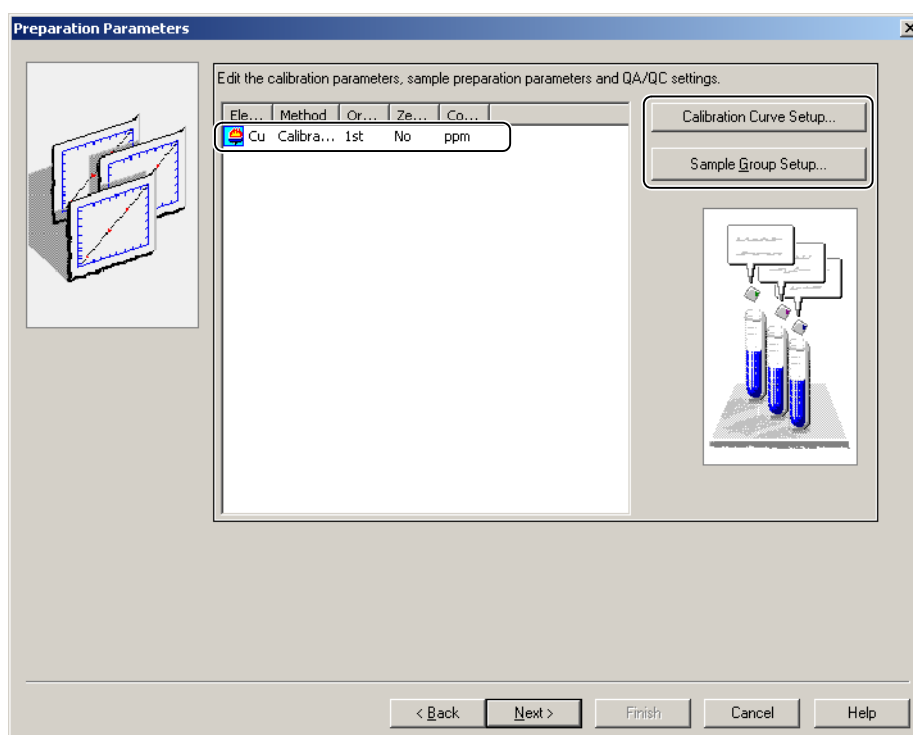 Preparation Parameters
Edit the calibration parameters, sample preparation parameters and QA/QC settings.
Ele... Method Or... Ze... Co...
Cu Calibra... 1st No ppm
Calibration Curve Setup...
Sample Group Setup...
< Back Next > Finish Cancel Help